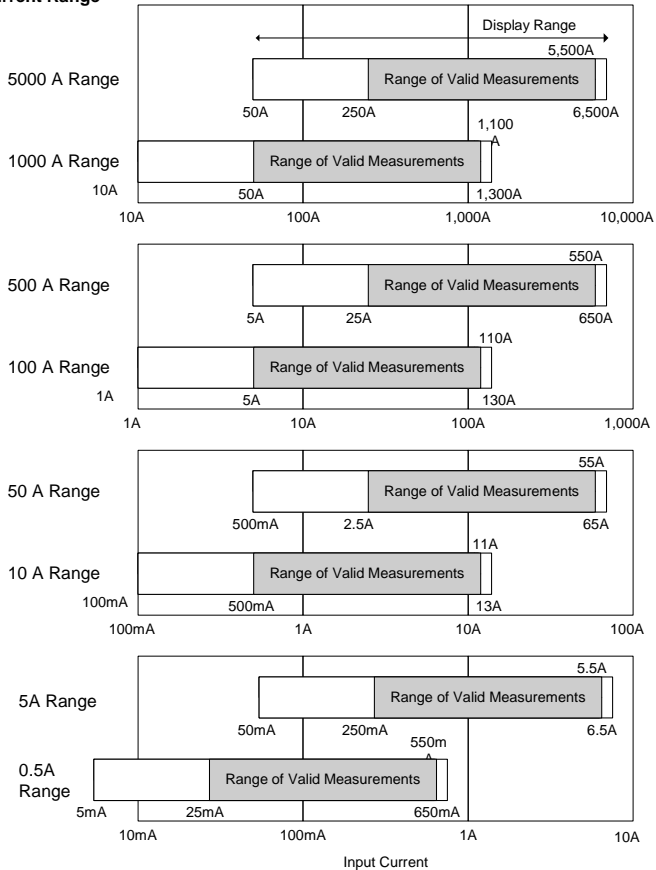 rrent Range
Display Range
5,500A
5000 A Range
Range of Valid Measurements
50A 250A 6,500A
1,100
A
1000 A Range
Range of Valid Measurements
10A
50A 1,300A
10A 100A 1,000A 10,000A
550A
500 A Range
Range of Valid Measurements
5A 25A 650A
110A
100 A Range
Range of Valid Measurements
1A
5A 130A
1A 10A 100A 1,000A
55A
50 A Range
Range of Valid Measurements
500mA 2.5A 65A
11A
10 A Range
Range of Valid Measurements
100mA
500mA 13A
100mA 1A 10A 100A
5.5A
5A Range
Range of Valid Measurements
50mA 250mA 6.5A
550m
A
0.5A
Range
Range of Valid Measurements
5mA 25mA 650mA
10mA 100mA 1A 10A
Input Current